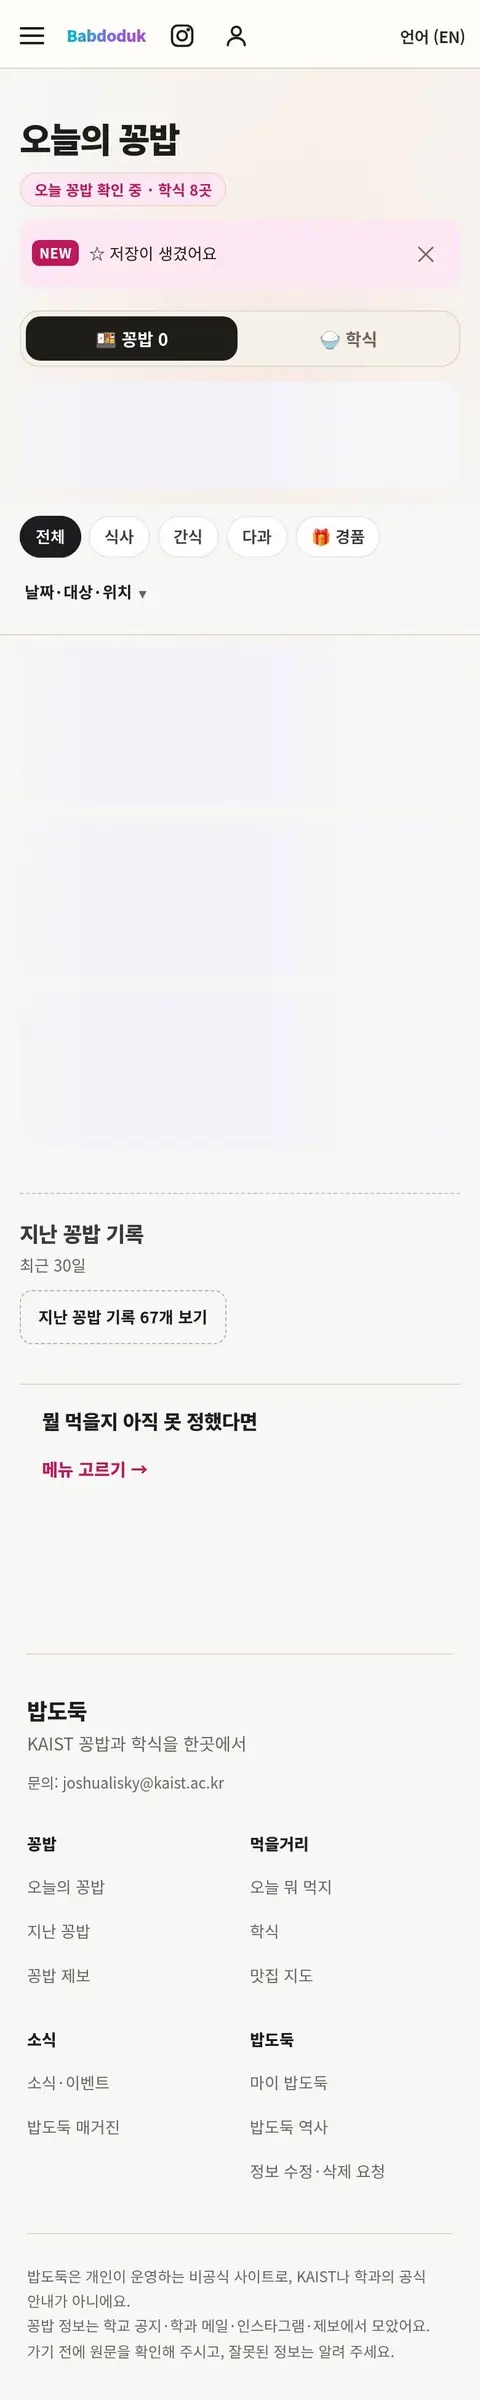 Babdoduk
언어 (EN)
오늘의 꽁밥
오늘 꽁밥 확인 중 · 학식 8곳
NEW ☆ 저장이 생겼어요
🍱 꽁밥 0
🍚 학식
전체
식사
간식
다과
🎁 경품
날짜·대상·위치 ▾
지난 꽁밥 기록
최근 30일
지난 꽁밥 기록 67개 보기
뭘 먹을지 아직 못 정했다면
메뉴 고르기 →
밥도둑
KAIST 꽁밥과 학식을 한곳에서
문의: joshualisky@kaist.ac.kr
꽁밥
오늘의 꽁밥
지난 꽁밥
꽁밥 제보
먹을거리
오늘 뭐 먹지
학식
맛집 지도
소식
소식·이벤트
밥도둑 매거진
밥도둑
마이 밥도둑
밥도둑 역사
정보 수정·삭제 요청
밥도둑은 개인이 운영하는 비공식 사이트로, KAIST나 학과의 공식
안내가 아니에요.
꽁밥 정보는 학교 공지·학과 메일·인스타그램·제보에서 모았어요.
가기 전에 원문을 확인해 주시고, 잘못된 정보는 알려 주세요.